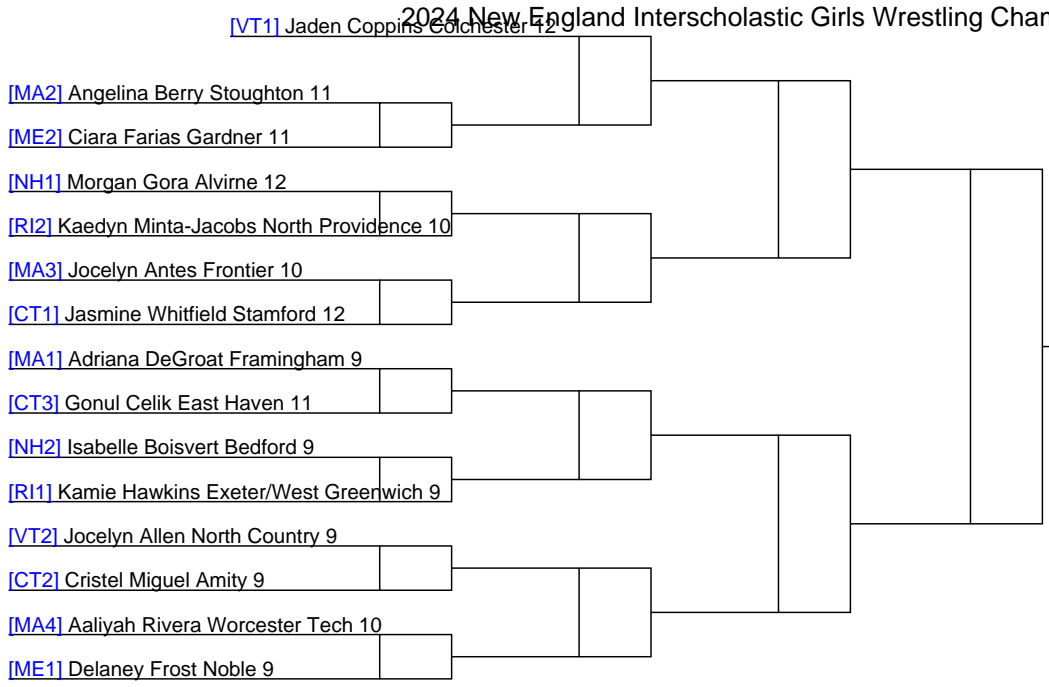 2024 New England Interscholastic Girls Wrestling Cham
[VT1] Jaden Coppins Colchester 12
[MA2] Angelina Berry Stoughton 11
[ME2] Ciara Farias Gardner 11
[NH1] Morgan Gora Alvirne 12
[RI2] Kaedyn Minta-Jacobs North Providence 10
[MA3] Jocelyn Antes Frontier 10
[CT1] Jasmine Whitfield Stamford 12
[MA1] Adriana DeGroat Framingham 9
[CT3] Gonul Celik East Haven 11
[NH2] Isabelle Boisvert Bedford 9
[RI1] Kamie Hawkins Exeter/West Greenwich 9
[VT2] Jocelyn Allen North Country 9
[CT2] Cristel Miguel Amity 9
[MA4] Aaliyah Rivera Worcester Tech 10
[ME1] Delaney Frost Noble 9